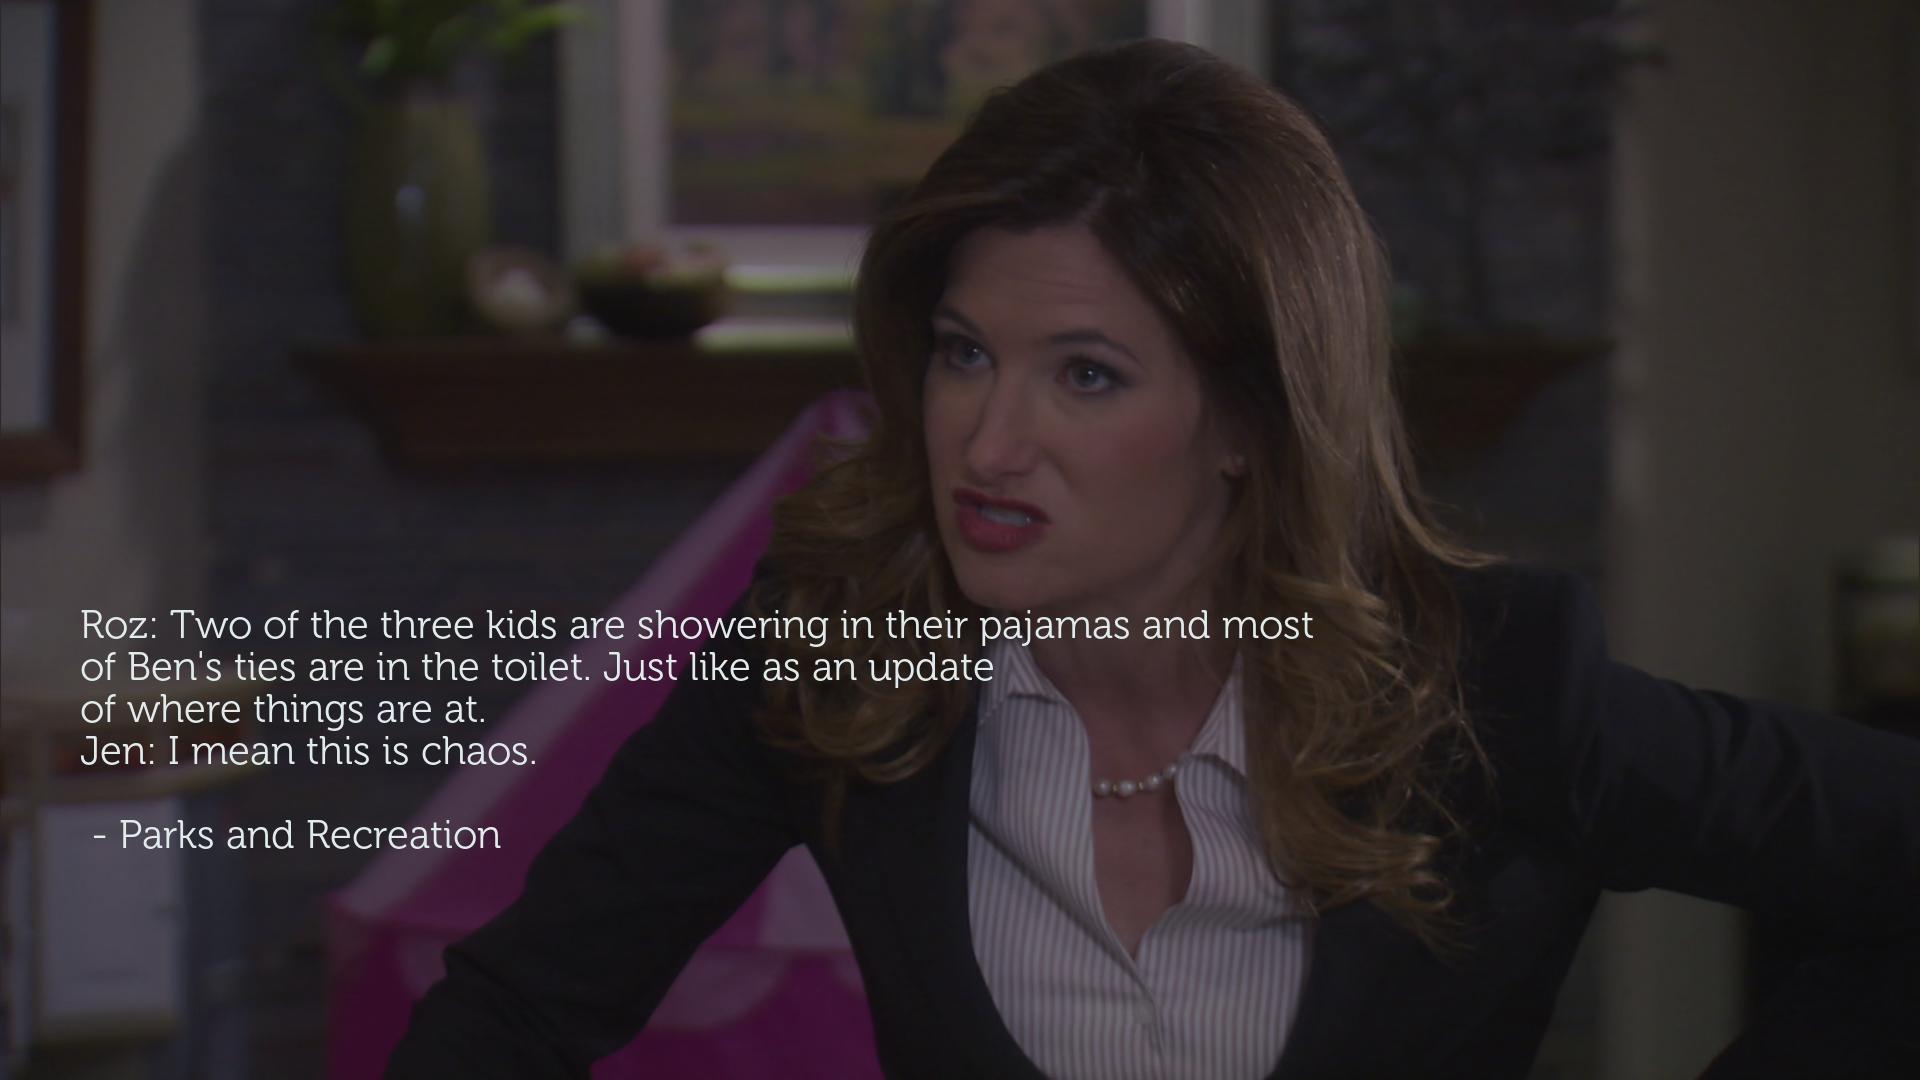 Roz: Two of the three kids are showering in their pajamas and most
of Ben's ties are in the toilet. Just like as an update
of where things are at.
Jen: I mean this is chaos.
- Parks and Recreation